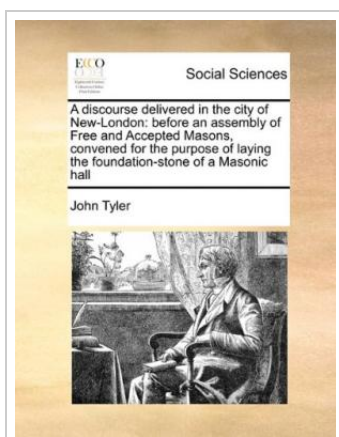 ECCO
Social Sciences
A discourse delivered in the city of
New-London: before an assembly of
Free and Accepted Masons,
convened for the purpose of laying
the foundation-stone of a Masonic
hall
John Tyler